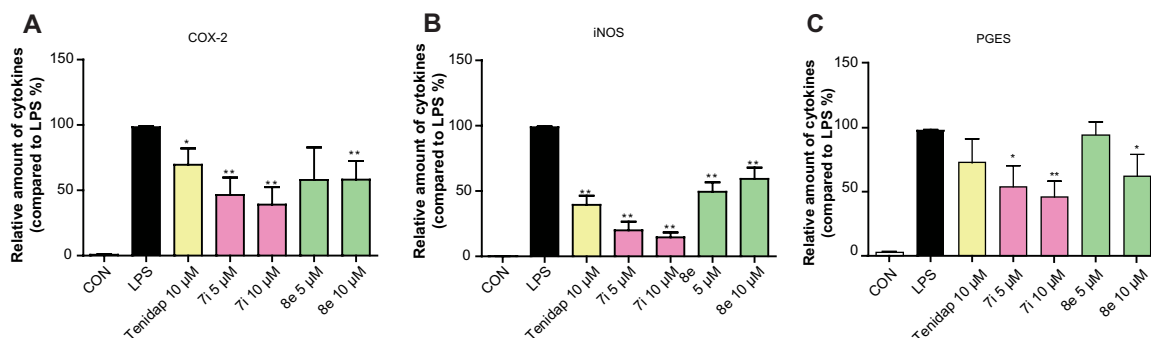 A
COX-2
Relative amount of cytokines
(compared to LPS %)
150
100
50
0
*
**
**
**
CON
LPS
Tenidap 10 µM
7i 5 µM
7i 10 µM
8e 5 µM
8e 10 µM
B
iNOS
Relative amount of cytokines
(compared to LPS %)
150
100
50
0
**
**
**
**
**
CON
LPS
Tenidap 10 µM
7i 5 µM
7i 10 µM
8e
5 µM
8e 10 µM
C
PGES
Relative amount of cytokines
(compared to LPS %)
150
100
50
0
*
**
*
CON
LPS
Tenidap 10 µM
7i 5 µM
7i 10 µM
8e 5 µM
8e 10 µM